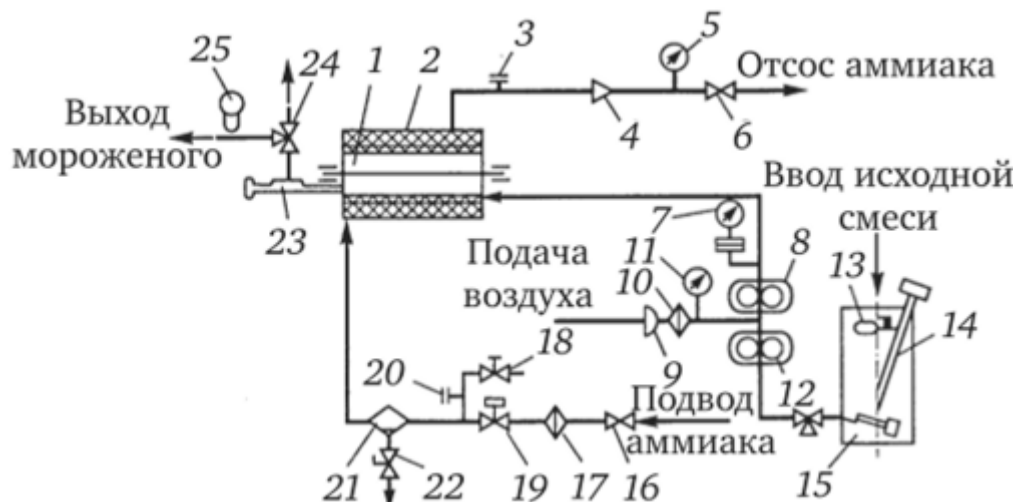 3
5
25
24
1
2
Отсос аммиака
4
6
Выход
мороженого
Ввод исходной
смеси
7
23
Подача
воздуха
11
8
10
13
14
18
9
12
20
Подвод
аммиака
21
22
19
17
16
15